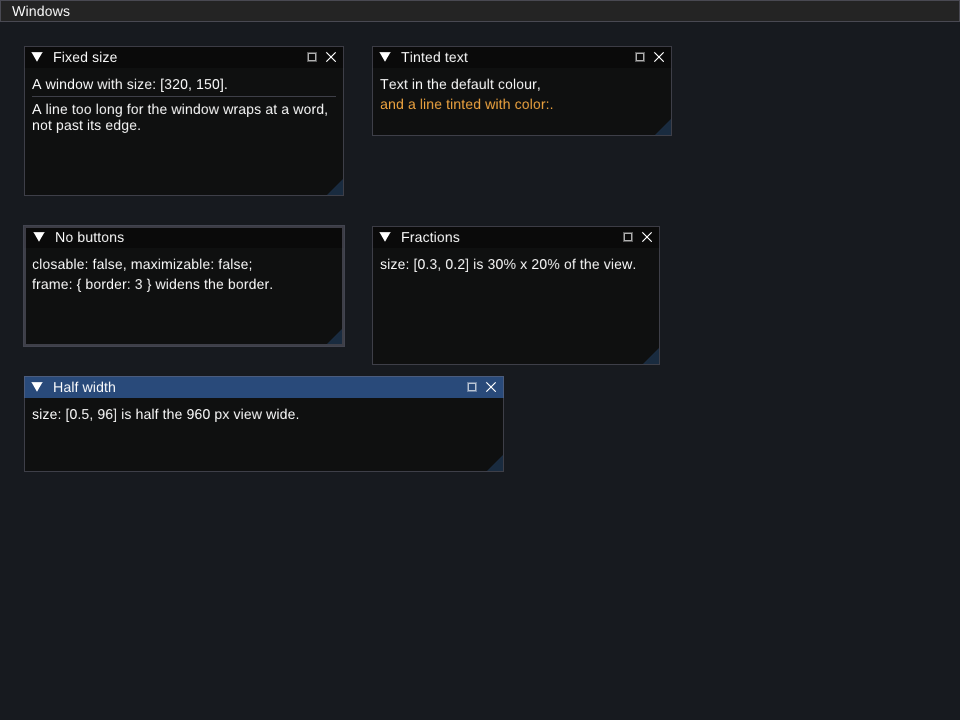 Windows
Fixed size
A window with size: [320, 150].
A line too long for the window wraps at a word,
not past its edge.
Tinted text
Text in the default colour,
and a line tinted with color:.
No buttons
closable: false, maximizable: false;
frame: { border: 3 } widens the border.
Fractions
size: [0.3, 0.2] is 30% x 20% of the view.
Half width
size: [0.5, 96] is half the 960 px view wide.